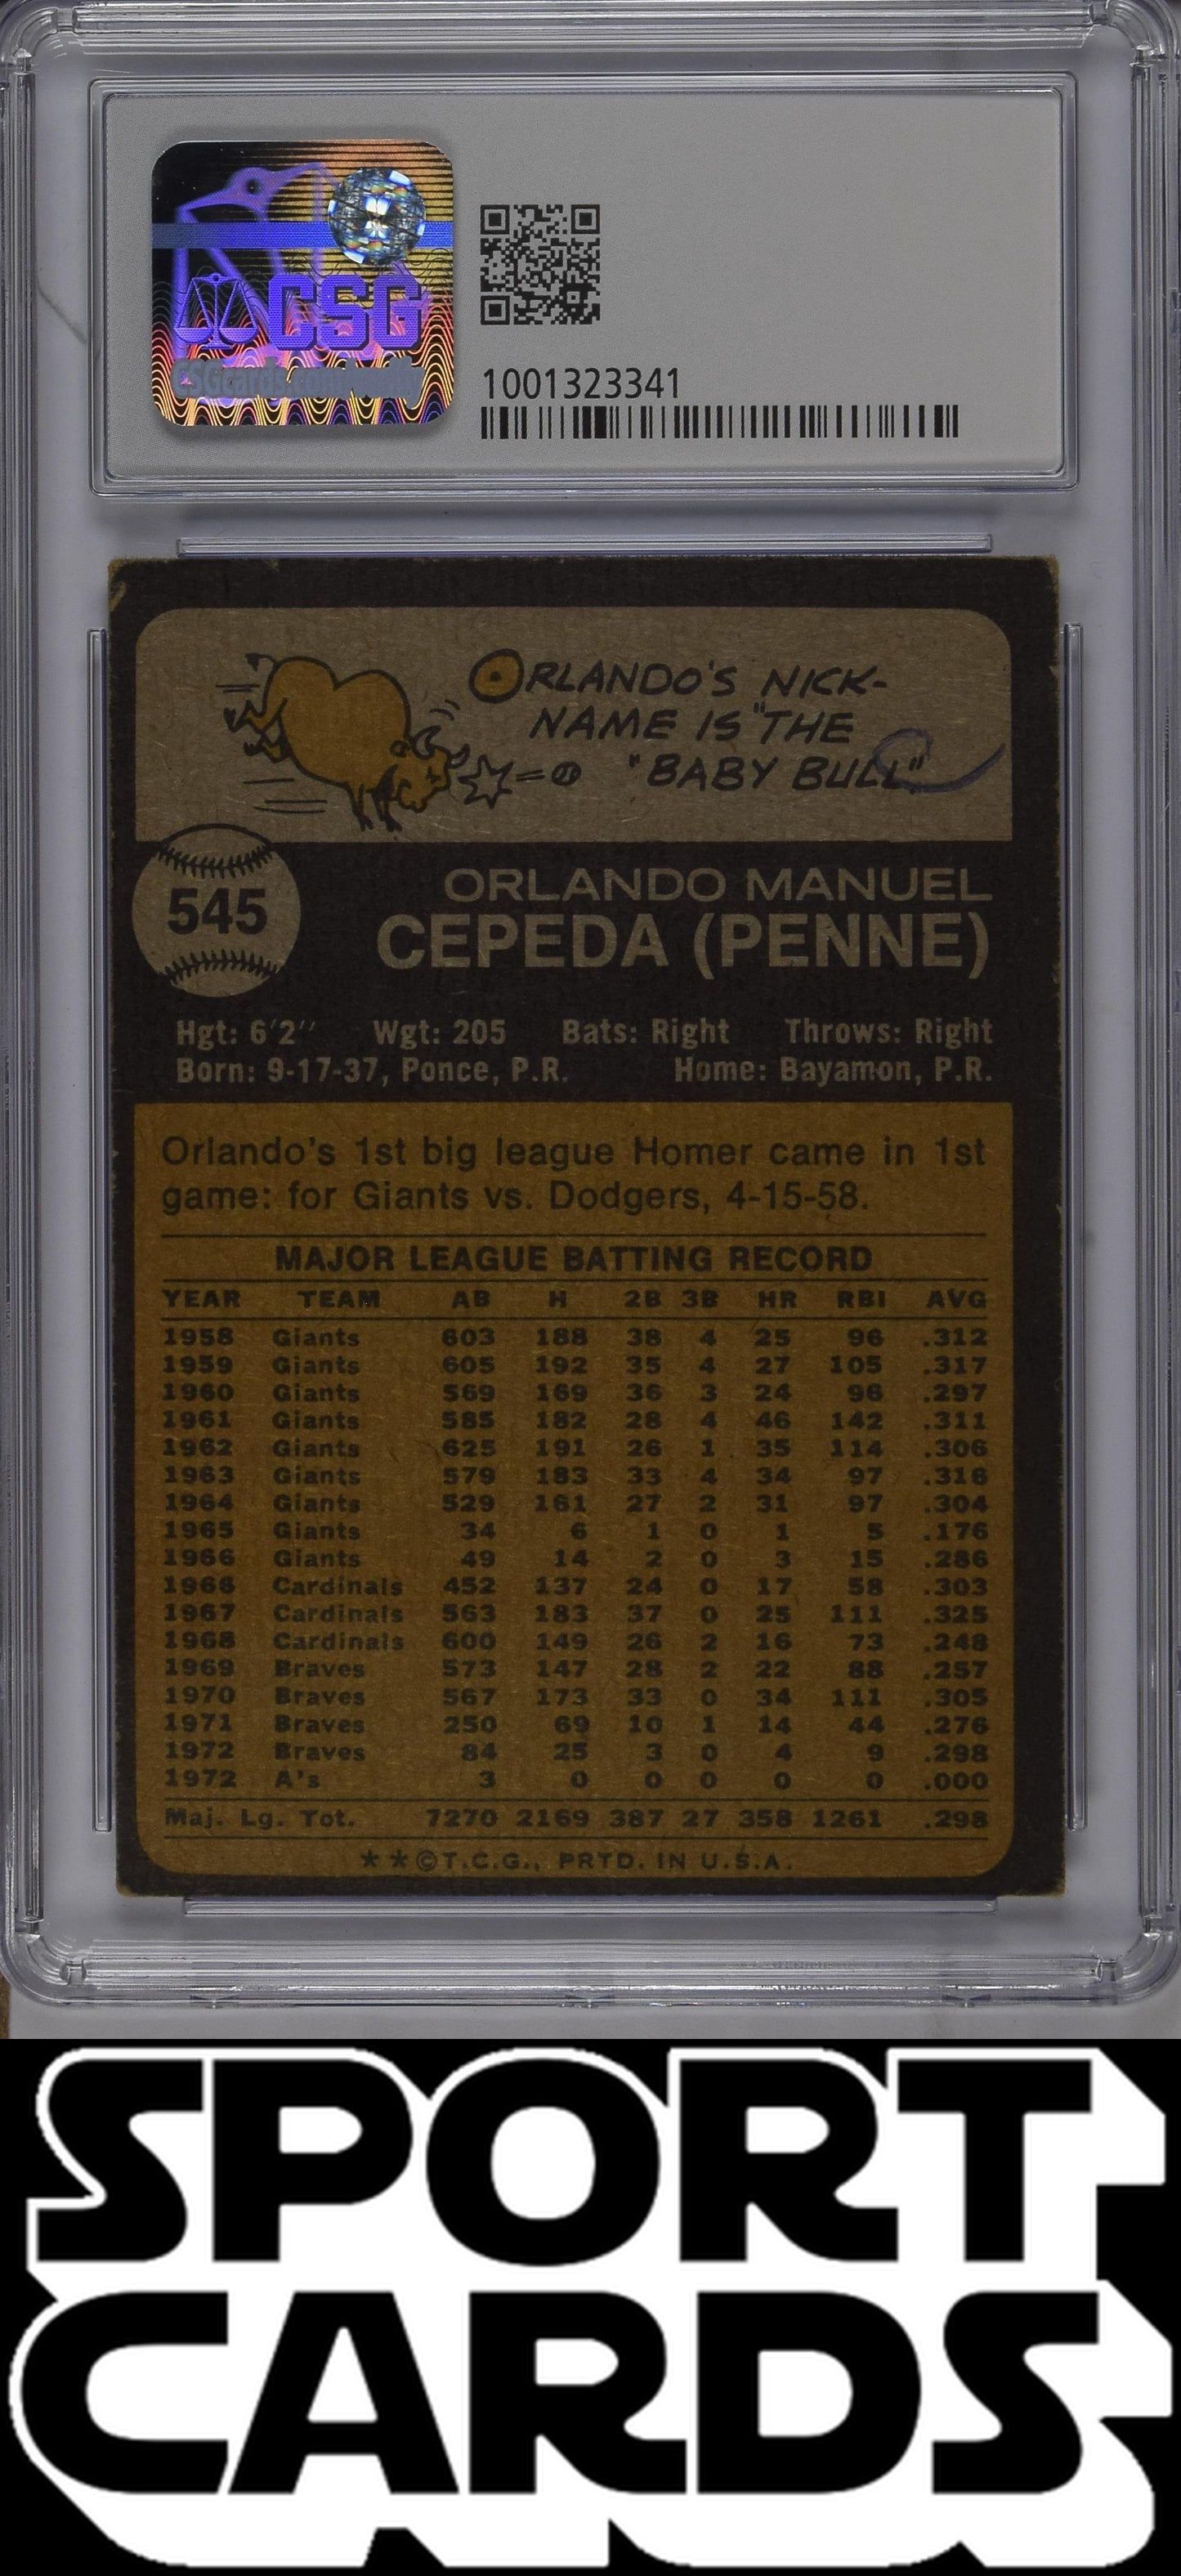 CSG
CSGcards.com/verify
1001323341
ORLANDO'S NICK-
NAME IS "THE
"BABY BULL"
545
ORLANDO MANUEL
CEPEDA (PENNE)
Hgt: 6'2" Wgt: 205 Bats: Right Throws: Right
Born: 9-17-37, Ponce, P.R. Home: Bayamon, P.R.
Orlando's 1st big league Homer came in 1st
game: for Giants vs. Dodgers, 4-15-58.
MAJOR LEAGUE BATTING RECORD
YEAR TEAM AB H 2B 3B HR RBI AVG
1958 Giants 603 188 38 4 25 96 .312
1959 Giants 605 192 35 4 27 105 .317
1960 Giants 569 169 36 3 24 96 .297
1961 Giants 585 182 28 4 46 142 .311
1962 Giants 625 191 26 1 35 114 .306
1963 Giants 579 183 33 4 34 97 .316
1964 Giants 529 161 27 2 31 97 .304
1965 Giants 34 6 1 0 1 5 .176
1966 Giants 49 14 2 0 3 15 .286
1966 Cardinals 452 137 24 0 17 58 .303
1967 Cardinals 563 183 37 0 25 111 .325
1968 Cardinals 600 149 26 2 16 73 .248
1969 Braves 573 147 28 2 22 88 .257
1970 Braves 567 173 33 0 34 111 .305
1971 Braves 250 69 10 1 14 44 .276
1972 Braves 84 25 3 0 4 9 .298
1972 A's 3 0 0 0 0 0 .000
Maj. Lg. Tot. 7270 2169 387 27 358 1261 .298
**©T.C.G., PRTD. IN U.S.A.
SPORT
CARDS